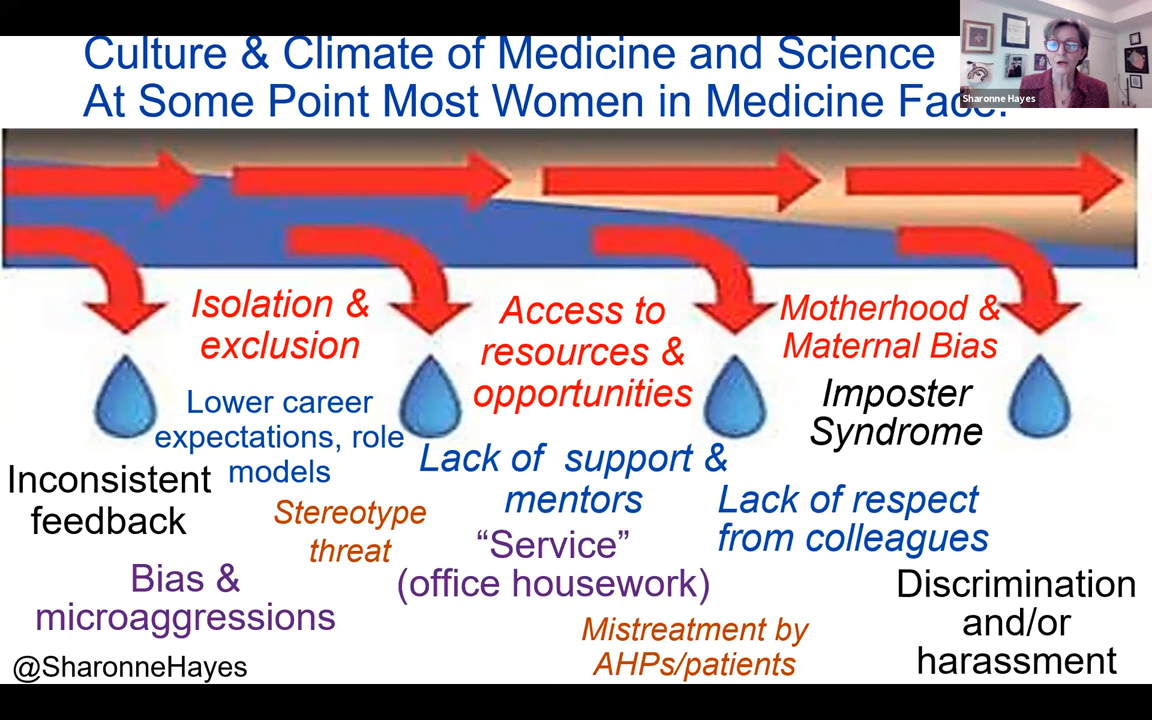 Culture & Climate of Medicine and Science
At Some Point Most Women in Medicine Face:
Sharonne Hayes
Isolation &
exclusion
Access to
resources &
opportunities
Motherhood &
Maternal Bias
Imposter
Syndrome
Lower career
expectations, role
models
Lack of support &
mentors
Inconsistent
feedback
Stereotype
threat
Lack of respect
from colleagues
“Service”
(office housework)
Bias &
microaggressions
Discrimination
and/or
harassment
Mistreatment by
AHPs/patients
@SharonneHayes